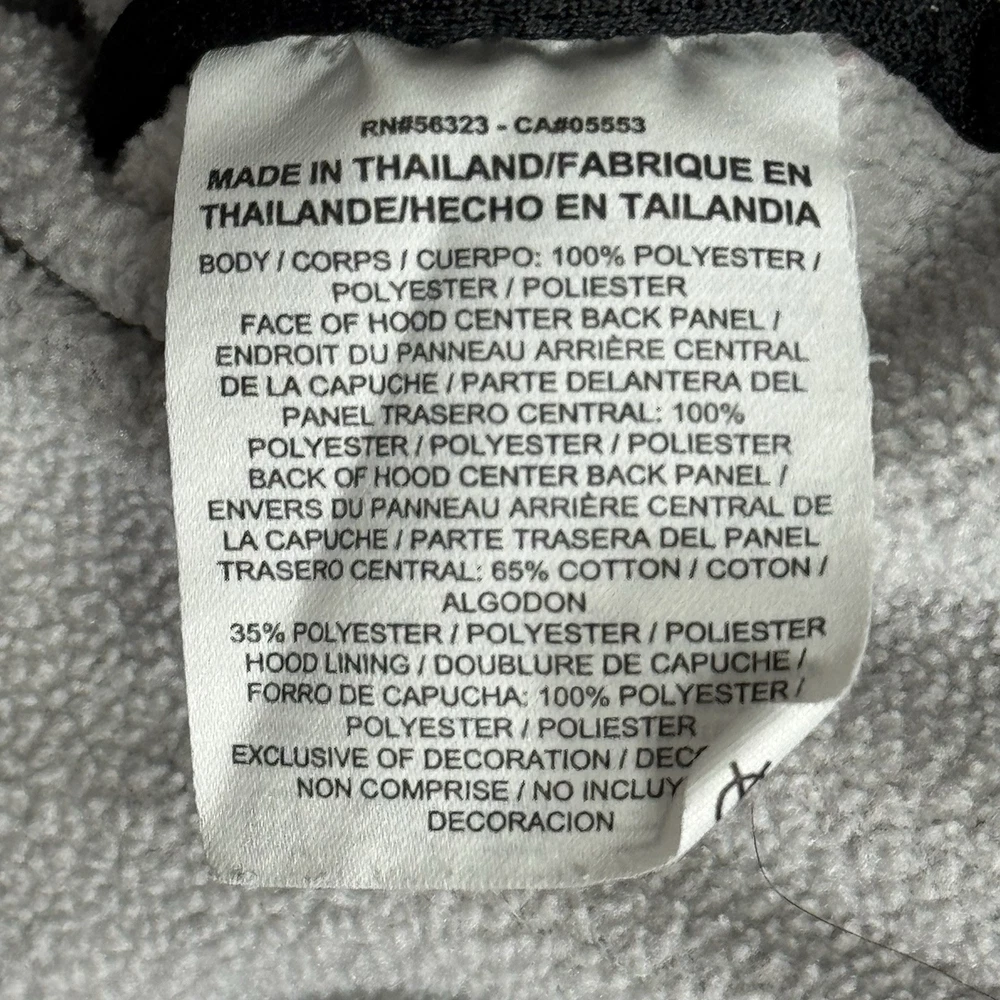 RN#56323 - CA#05553
MADE IN THAILAND/FABRIQUE EN
THAILANDE/HECHO EN TAILANDIA
BODY / CORPS / CUERPO: 100% POLYESTER /
POLYESTER / POLIESTER
FACE OF HOOD CENTER BACK PANEL /
ENDROIT DU PANNEAU ARRIÈRE CENTRAL
DE LA CAPUCHE / PARTE DELANTERA DEL
PANEL TRASERO CENTRAL: 100%
POLYESTER / POLYESTER / POLIESTER
BACK OF HOOD CENTER BACK PANEL /
ENVERS DU PANNEAU ARRIÈRE CENTRAL DE
LA CAPUCHE / PARTE TRASERA DEL PANEL
TRASERO CENTRAL: 65% COTTON / COTON /
ALGODON
35% POLYESTER / POLYESTER / POLIESTER
HOOD LINING / DOUBLURE DE CAPUCHE /
FORRO DE CAPUCHA: 100% POLYESTER /
POLYESTER / POLIESTER
EXCLUSIVE OF DECORATION /
NON COMPRISE / NO
DECORACION